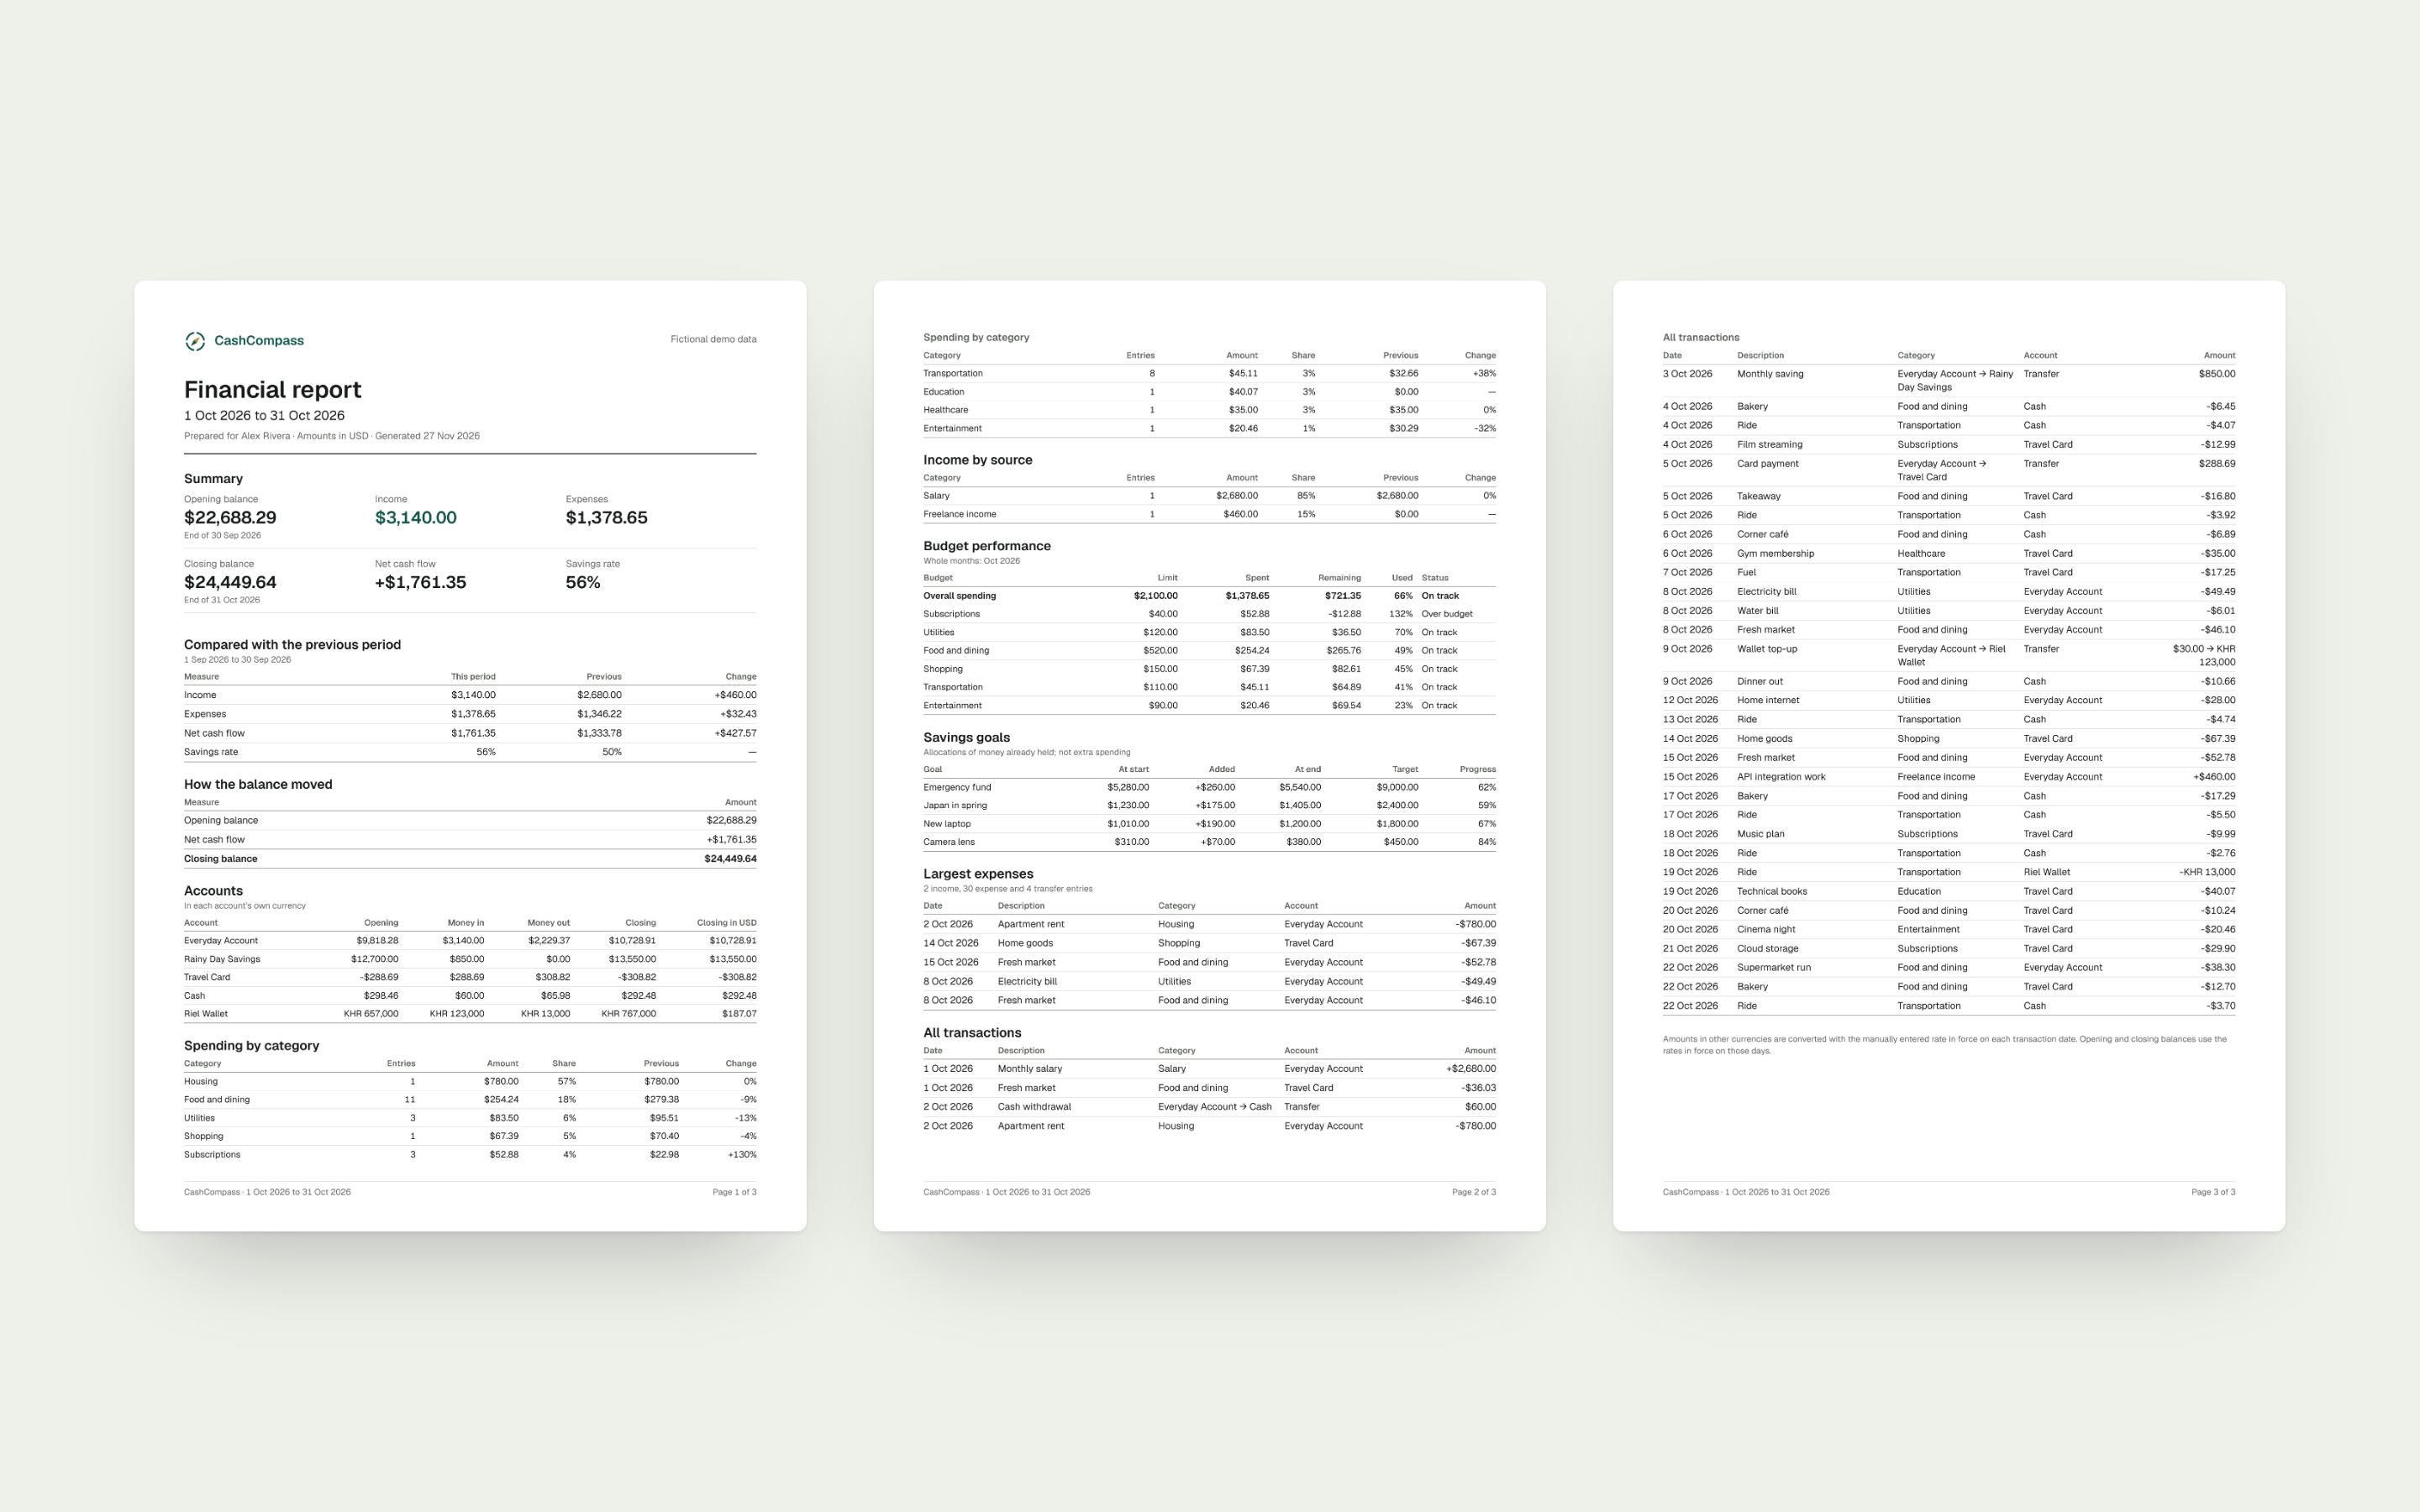 CashCompass
Fictional demo data
Financial report
1 Oct 2026 to 31 Oct 2026
Prepared for Alex Rivera · Amounts in USD · Generated 27 Nov 2026
Summary
Opening balance Income Expenses
$22,688.29 $3,140.00 $1,378.65
End of 30 Sep 2026
Closing balance Net cash flow Savings rate
$24,449.64 +$1,761.35 56%
End of 31 Oct 2026
Compared with the previous period
1 Sep 2026 to 30 Sep 2026
Measure This period Previous Change
Income $3,140.00 $2,680.00 +$460.00
Expenses $1,378.65 $1,346.22 +$32.43
Net cash flow $1,761.35 $1,333.78 +$427.57
Savings rate 56% 50% —
How the balance moved
Measure Amount
Opening balance $22,688.29
Net cash flow +$1,761.35
Closing balance $24,449.64
Accounts
In each account's own currency
Account Opening Money in Money out Closing Closing in USD
Everyday Account $9,818.28 $3,140.00 $2,229.37 $10,728.91 $10,728.91
Rainy Day Savings $12,700.00 $850.00 $0.00 $13,550.00 $13,550.00
Travel Card -$288.69 $288.69 $308.82 -$308.82 -$308.82
Cash $298.46 $60.00 $65.98 $292.48 $292.48
Riel Wallet KHR 657,000 KHR 123,000 KHR 13,000 KHR 767,000 $187.07
Spending by category
Category Entries Amount Share Previous Change
Housing 1 $780.00 57% $780.00 0%
Food and dining 11 $254.24 18% $279.38 -9%
Utilities 3 $83.50 6% $95.51 -13%
Shopping 1 $67.39 5% $70.40 -4%
Subscriptions 3 $52.88 4% $22.98 +130%
CashCompass · 1 Oct 2026 to 31 Oct 2026 Page 1 of 3
Spending by category
Category Entries Amount Share Previous Change
Transportation 8 $45.11 3% $32.66 +38%
Education 1 $40.07 3% $0.00 —
Healthcare 1 $35.00 3% $35.00 0%
Entertainment 1 $20.46 1% $30.29 -32%
Income by source
Category Entries Amount Share Previous Change
Salary 1 $2,680.00 85% $2,680.00 0%
Freelance income 1 $460.00 15% $0.00 —
Budget performance
Whole months: Oct 2026
Budget Limit Spent Remaining Used Status
Overall spending $2,100.00 $1,378.65 $721.35 66% On track
Subscriptions $40.00 $52.88 -$12.88 132% Over budget
Utilities $120.00 $83.50 $36.50 70% On track
Food and dining $520.00 $254.24 $265.76 49% On track
Shopping $150.00 $67.39 $82.61 45% On track
Transportation $110.00 $45.11 $64.89 41% On track
Entertainment $90.00 $20.46 $69.54 23% On track
Savings goals
Allocations of money already held; not extra spending
Goal At start Added At end Target Progress
Emergency fund $5,280.00 +$260.00 $5,540.00 $9,000.00 62%
Japan in spring $1,230.00 +$175.00 $1,405.00 $2,400.00 59%
New laptop $1,010.00 +$190.00 $1,200.00 $1,800.00 67%
Camera lens $310.00 +$70.00 $380.00 $450.00 84%
Largest expenses
2 income, 30 expense and 4 transfer entries
Date Description Category Account Amount
2 Oct 2026 Apartment rent Housing Everyday Account -$780.00
14 Oct 2026 Home goods Shopping Travel Card -$67.39
15 Oct 2026 Fresh market Food and dining Everyday Account -$52.78
8 Oct 2026 Electricity bill Utilities Everyday Account -$49.49
8 Oct 2026 Fresh market Food and dining Everyday Account -$46.10
All transactions
Date Description Category Account Amount
1 Oct 2026 Monthly salary Salary Everyday Account +$2,680.00
1 Oct 2026 Fresh market Food and dining Travel Card -$36.03
2 Oct 2026 Cash withdrawal Everyday Account → Cash Transfer $60.00
2 Oct 2026 Apartment rent Housing Everyday Account -$780.00
CashCompass · 1 Oct 2026 to 31 Oct 2026 Page 2 of 3
All transactions
Date Description Category Account Amount
3 Oct 2026 Monthly saving Everyday Account → Rainy Transfer $850.00
Day Savings
4 Oct 2026 Bakery Food and dining Cash -$6.45
4 Oct 2026 Ride Transportation Cash -$4.07
4 Oct 2026 Film streaming Subscriptions Travel Card -$12.99
5 Oct 2026 Card payment Everyday Account → Transfer $288.69
Travel Card
5 Oct 2026 Takeaway Food and dining Travel Card -$16.80
5 Oct 2026 Ride Transportation Cash -$3.92
6 Oct 2026 Corner café Food and dining Cash -$6.89
6 Oct 2026 Gym membership Healthcare Travel Card -$35.00
7 Oct 2026 Fuel Transportation Travel Card -$17.25
8 Oct 2026 Electricity bill Utilities Everyday Account -$49.49
8 Oct 2026 Water bill Utilities Everyday Account -$6.01
8 Oct 2026 Fresh market Food and dining Everyday Account -$46.10
9 Oct 2026 Wallet top-up Everyday Account → Riel Transfer $30.00 → KHR
Wallet 123,000
9 Oct 2026 Dinner out Food and dining Cash -$10.66
12 Oct 2026 Home internet Utilities Everyday Account -$28.00
13 Oct 2026 Ride Transportation Cash -$4.74
14 Oct 2026 Home goods Shopping Travel Card -$67.39
15 Oct 2026 Fresh market Food and dining Everyday Account -$52.78
15 Oct 2026 API integration work Freelance income Everyday Account +$460.00
17 Oct 2026 Bakery Food and dining Cash -$17.29
17 Oct 2026 Ride Transportation Cash -$5.50
18 Oct 2026 Music plan Subscriptions Travel Card -$9.99
18 Oct 2026 Ride Transportation Cash -$2.76
19 Oct 2026 Ride Transportation Riel Wallet -KHR 13,000
19 Oct 2026 Technical books Education Travel Card -$40.07
20 Oct 2026 Corner café Food and dining Travel Card -$10.24
20 Oct 2026 Cinema night Entertainment Travel Card -$20.46
21 Oct 2026 Cloud storage Subscriptions Travel Card -$29.90
22 Oct 2026 Supermarket run Food and dining Everyday Account -$38.30
22 Oct 2026 Bakery Food and dining Travel Card -$12.70
22 Oct 2026 Ride Transportation Cash -$3.70
Amounts in other currencies are converted with the manually entered rate in force on each transaction date. Opening and closing balances use the
rates in force on those days.
CashCompass · 1 Oct 2026 to 31 Oct 2026 Page 3 of 3